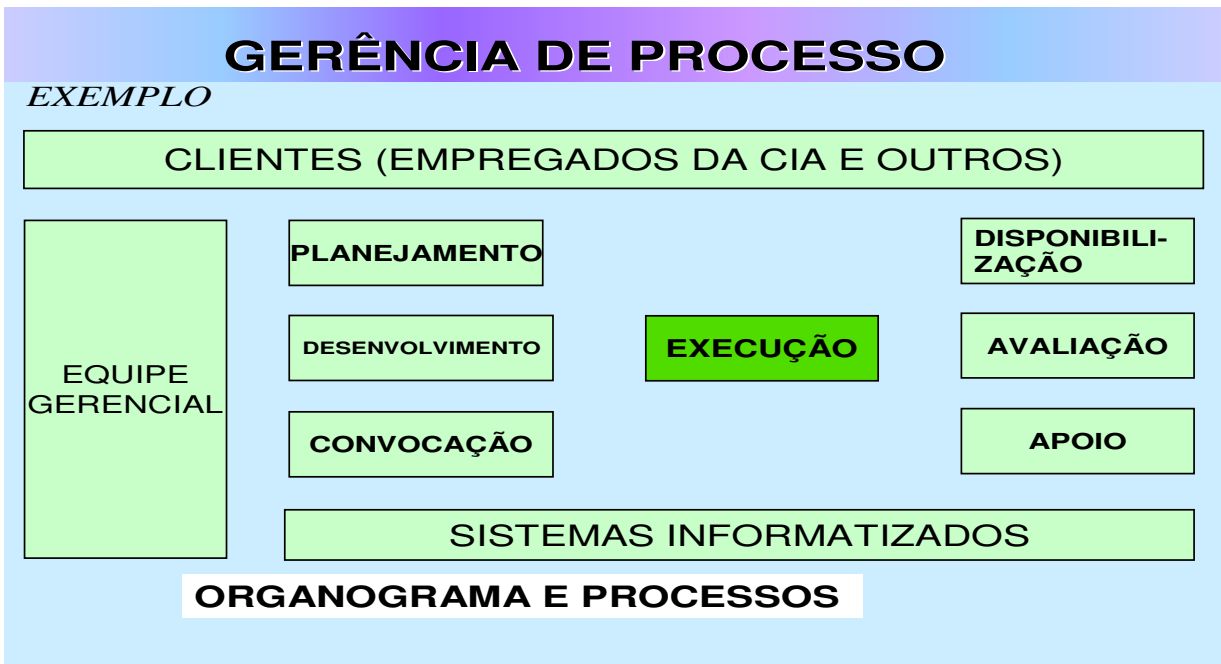 GERÊNCIA DE PROCESSO
EXEMPLO
CLIENTES (EMPREGADOS DA CIA E OUTROS)
EQUIPE
GERENCIAL
PLANEJAMENTO
DESENVOLVIMENTO
CONVOCAÇÃO
EXECUÇÃO
DISPONIBILI-
ZAÇÃO
AVALIAÇÃO
APOIO
SISTEMAS INFORMATIZADOS
ORGANOGRAMA E PROCESSOS